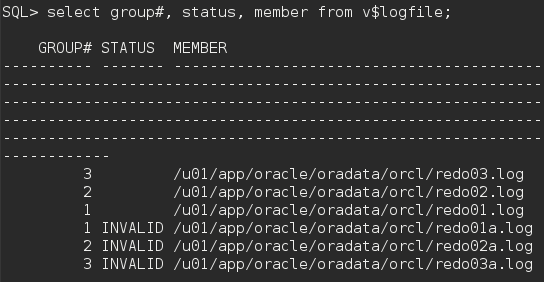 SQL> select group#, status, member from v$logfile;
    GROUP# STATUS  MEMBER
---------- ------- -----------------------------------------
------------------------------------------------------------
------------------------------------------------------------
------------------------------------------------------------
------------------------------------------------------------
------------
         3         /u01/app/oracle/oradata/orcl/redo03.log
         2         /u01/app/oracle/oradata/orcl/redo02.log
         1         /u01/app/oracle/oradata/orcl/redo01.log
         1 INVALID /u01/app/oracle/oradata/orcl/redo01a.log
         2 INVALID /u01/app/oracle/oradata/orcl/redo02a.log
         3 INVALID /u01/app/oracle/oradata/orcl/redo03a.log